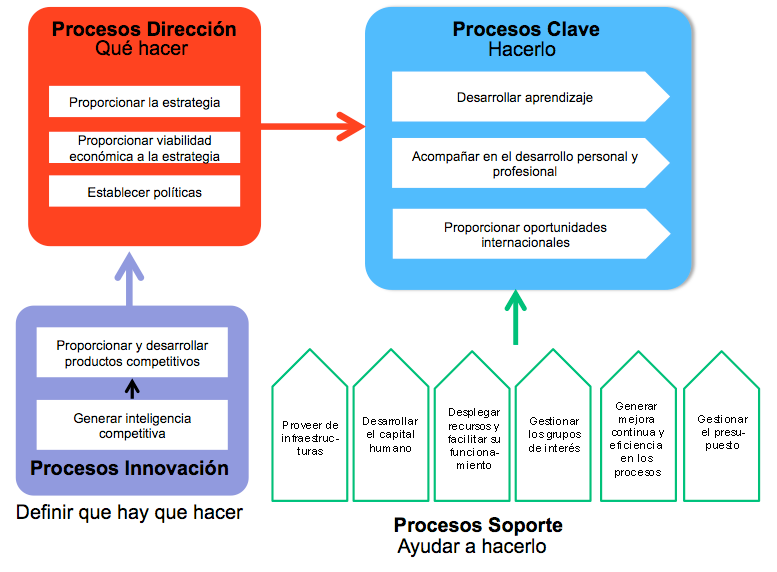 Procesos Dirección
Qué hacer
Proporcionar la estrategia
Proporcionar viabilidad
económica a la estrategia
Establecer políticas
Procesos Clave
Hacerlo
Desarrollar aprendizaje
Acompañar en el desarrollo personal y
profesional
Proporcionar oportunidades
internacionales
Proporcionar y desarrollar
productos competitivos
Generar inteligencia
competitiva
Procesos Innovación
Definir que hay que hacer
Proveer de
infraestruc-
turas
Desarrollar
el capital
humano
Desplegar
recursos y
facilitar su
funciona-
miento
Gestionar
los grupos
de interés
Generar
mejora
continua y
eficiencia
en los
procesos
Gestionar
el presu-
puesto
Procesos Soporte
Ayudar a hacerlo